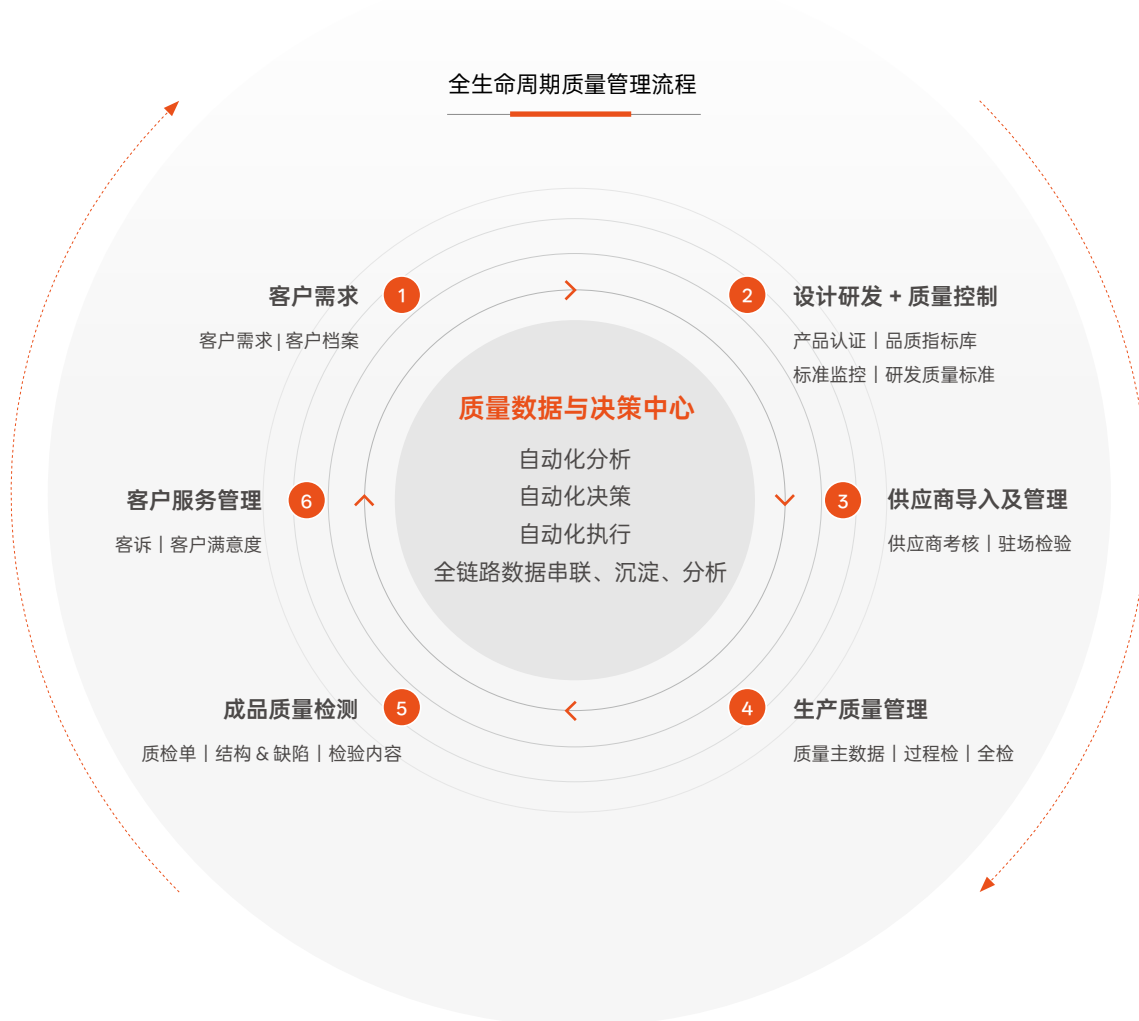 全生命周期质量管理流程
1
客户需求
客户需求 | 客户档案
2
设计研发 + 质量控制
产品认证｜品质指标库
标准监控｜研发质量标准
质量数据与决策中心
自动化分析
自动化决策
自动化执行
全链路数据串联、沉淀、分析
3
供应商导入及管理
供应商考核｜驻场检验
4
生产质量管理
质量主数据｜过程检｜全检
5
成品质量检测
质检单｜结构 & 缺陷｜检验内容
6
客户服务管理
客诉｜客户满意度